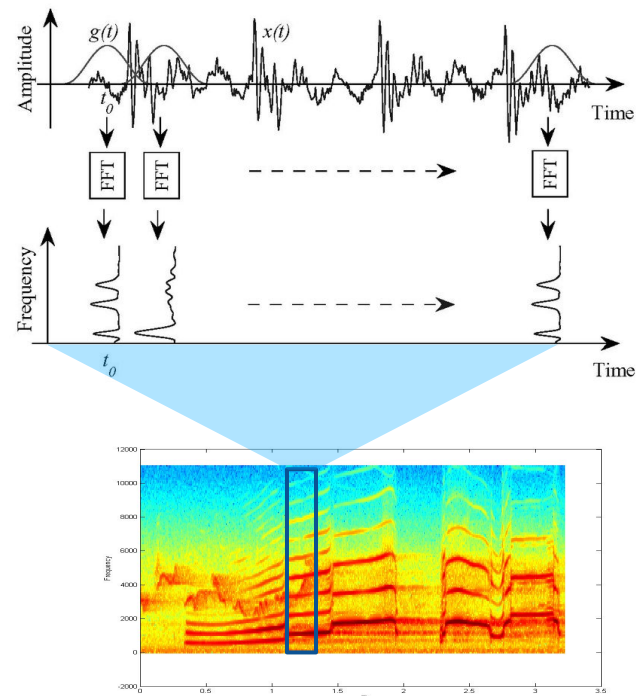 g(t)
x(t)
Amplitude
t0
Time
FFT
FFT
FFT
Frequency
t0
Time
12000
10000
8000
6000
4000
2000
0
-2000
Frequency
0
0.5
1
1.5
2
2.5
3
3.5